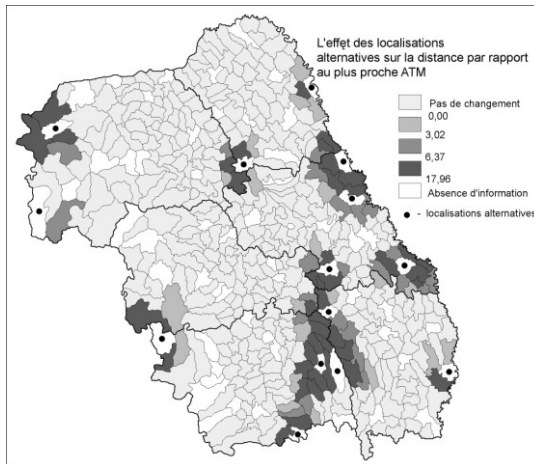 L'effet des localisations
alternatives sur la distance par rapport
au plus proche ATM
Pas de changement
0,00
3,02
6,37
17,96
Absence d'information
- localisations alternatives